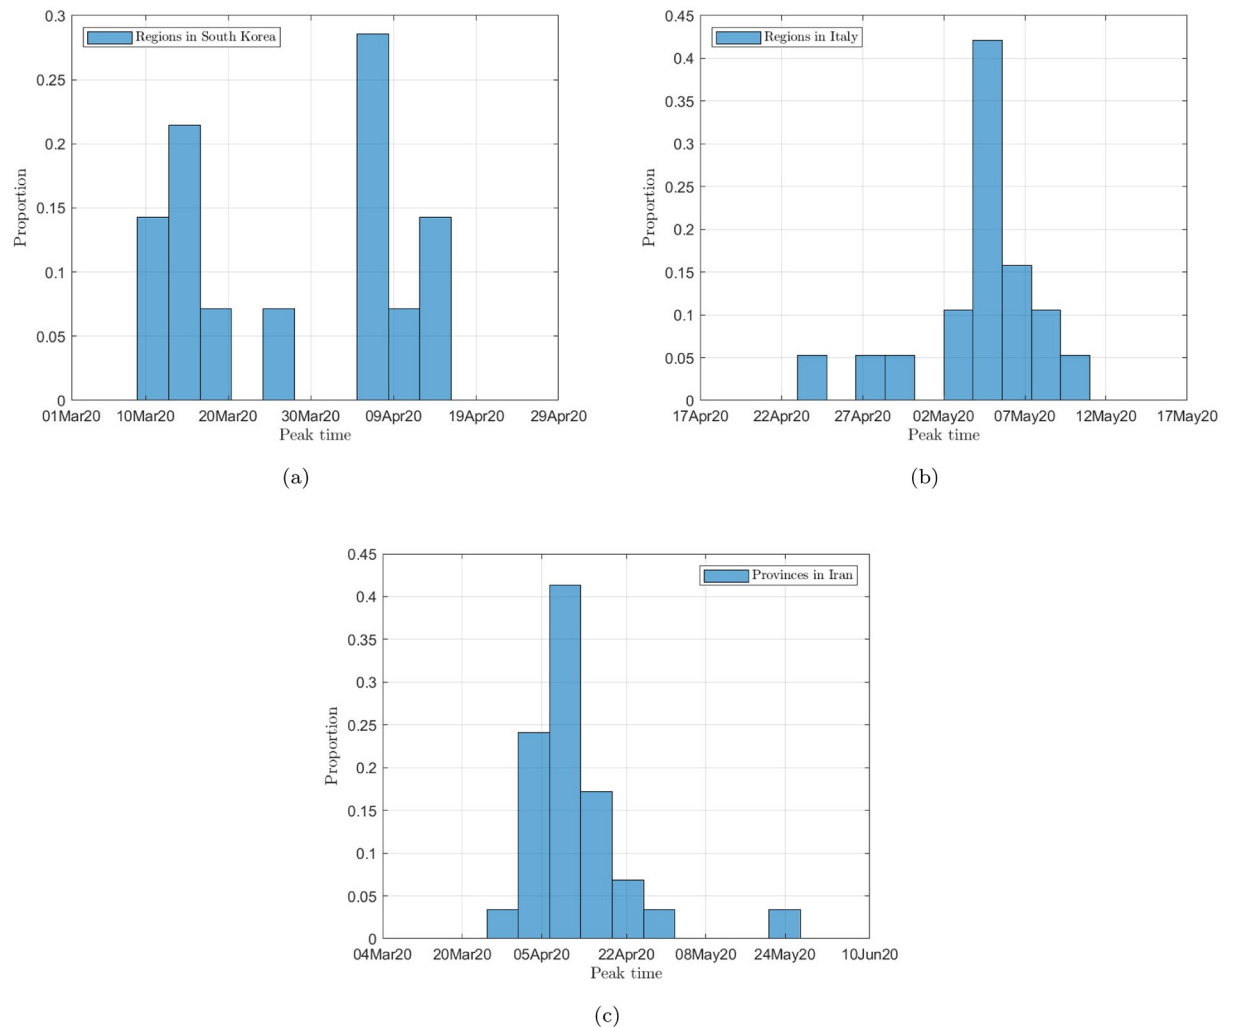 Regions in South Korea
0.3
0.25
0.2
0.15
0.1
0.05
0
Proportion
01Mar20 10Mar20 20Mar20 30Mar20 09Apr20 19Apr20 29Apr20
Peak time
(a)
Regions in Italy
0.45
0.4
0.35
0.3
0.25
0.2
0.15
0.1
0.05
0
Proportion
17Apr20 22Apr20 27Apr20 02May20 07May20 12May20 17May20
Peak time
(b)
Provinces in Iran
0.45
0.4
0.35
0.3
0.25
0.2
0.15
0.1
0.05
0
Proportion
04Mar20 20Mar20 05Apr20 22Apr20 08May20 24May20 10Jun20
Peak time
(c)